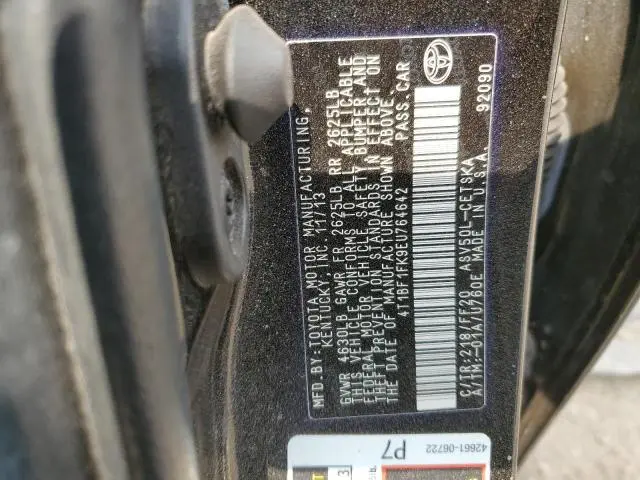 MFD.BY:TOYOTA MOTOR MANUFACTURING,
KENTUCKY, INC. 11/13
GVWR 4630LB GAWR FR 2625LB RR 2625LB
THIS VEHICLE CONFORMS TO ALL APPLICABLE
FEDERAL MOTOR VEHICLE SAFETY, BUMPER AND
THEFT PREVENTION STANDARDS IN EFFECT ON
THE DATE OF MANUFACTURE SHOWN ABOVE.
4T1BF1FK9EU764642 PASS.CAR
C/TR:218/FF20 ASV50L-CETSKA
A/TM:-01A/U760E MADE IN U.S.A.
92090
42661-06722
P7